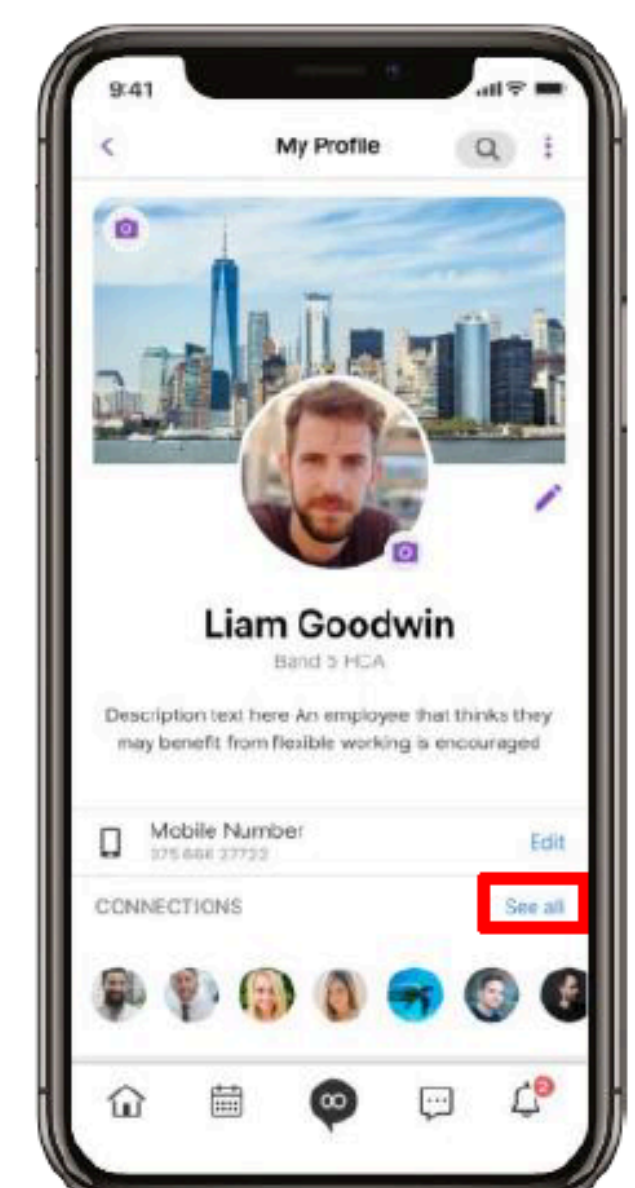 9:41
My Profile
Liam Goodwin
Band 5 HCA
Description text here An employee that thinks they
may benefit from flexible working is encouraged
Mobile Number
Edit
CONNECTIONS
See all
2